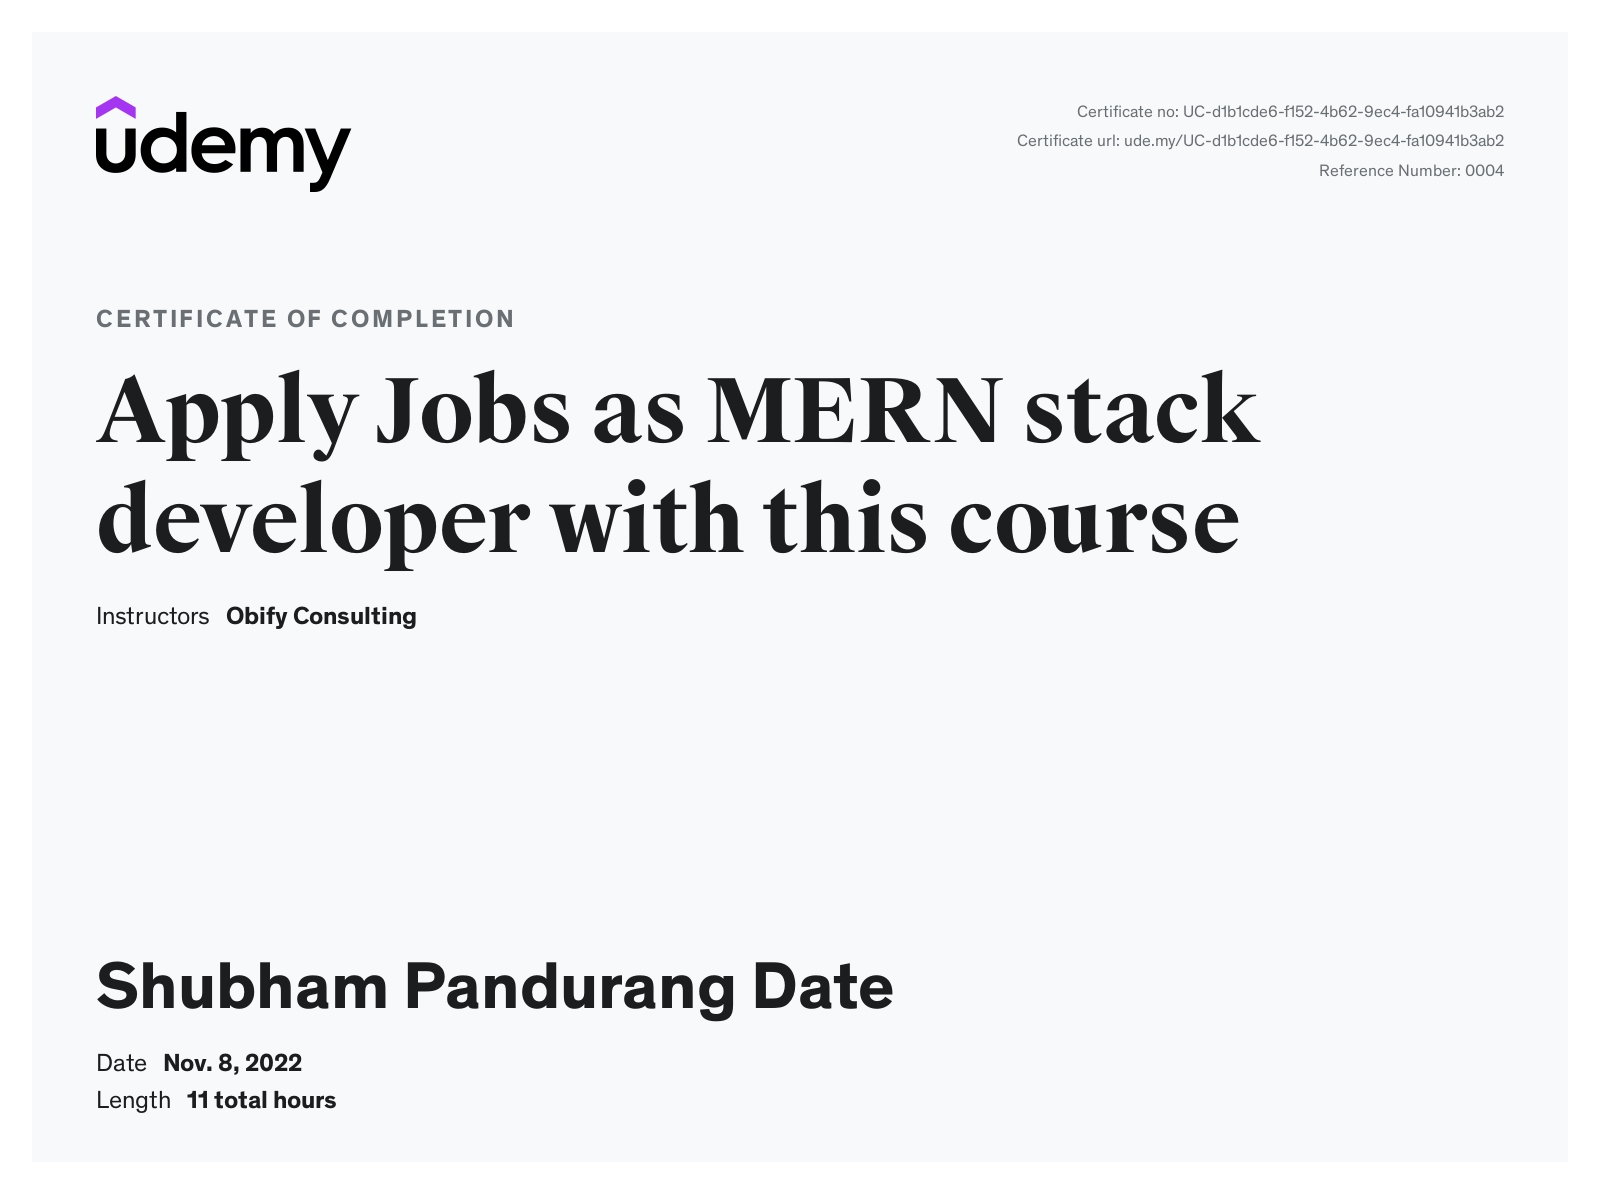 udemy
Certificate no: UC-d1b1cde6-f152-4b62-9ec4-fa10941b3ab2
Certificate url: ude.my/UC-d1b1cde6-f152-4b62-9ec4-fa10941b3ab2
Reference Number: 0004
CERTIFICATE OF COMPLETION
Apply Jobs as MERN stack
developer with this course
Instructors Obify Consulting
Shubham Pandurang Date
Date Nov. 8, 2022
Length 11 total hours